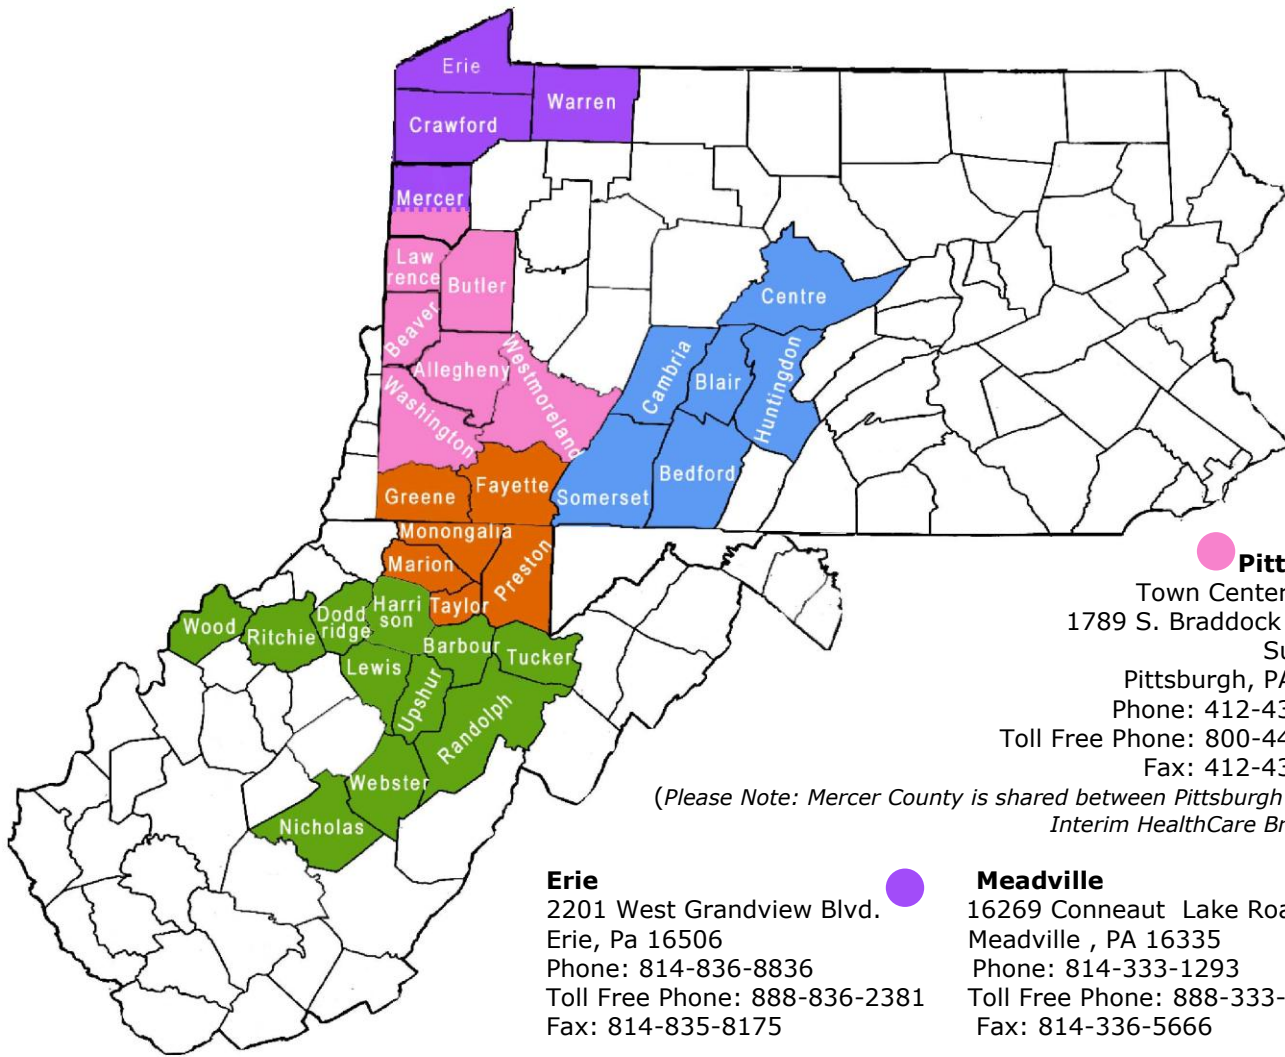 Erie
Warren
Crawford
Mercer
Law
rence
Butler
Centre
Beaver
Allegheny
Westmoreland
Cambria
Blair
Huntingdon
Washington
Greene
Fayette
Somerset
Bedford
Monongalia
Marion
Preston
Taylor
Wood
Ritchie
Dodd
ridge
Harri
son
Barbour
Tucker
Lewis
Upshur
Randolph
Webster
Nicholas
Pitt
Town Center
1789 S. Braddock
Su
Pittsburgh, PA
Phone: 412-43
Toll Free Phone: 800-44
Fax: 412-43
(Please Note: Mercer County is shared between Pittsburgh
Interim HealthCare Br
Erie
2201 West Grandview Blvd.
Erie, Pa 16506
Phone: 814-836-8836
Toll Free Phone: 888-836-2381
Fax: 814-835-8175
Meadville
16269 Conneaut Lake Roa
Meadville , PA 16335
Phone: 814-333-1293
Toll Free Phone: 888-333-
Fax: 814-336-5666